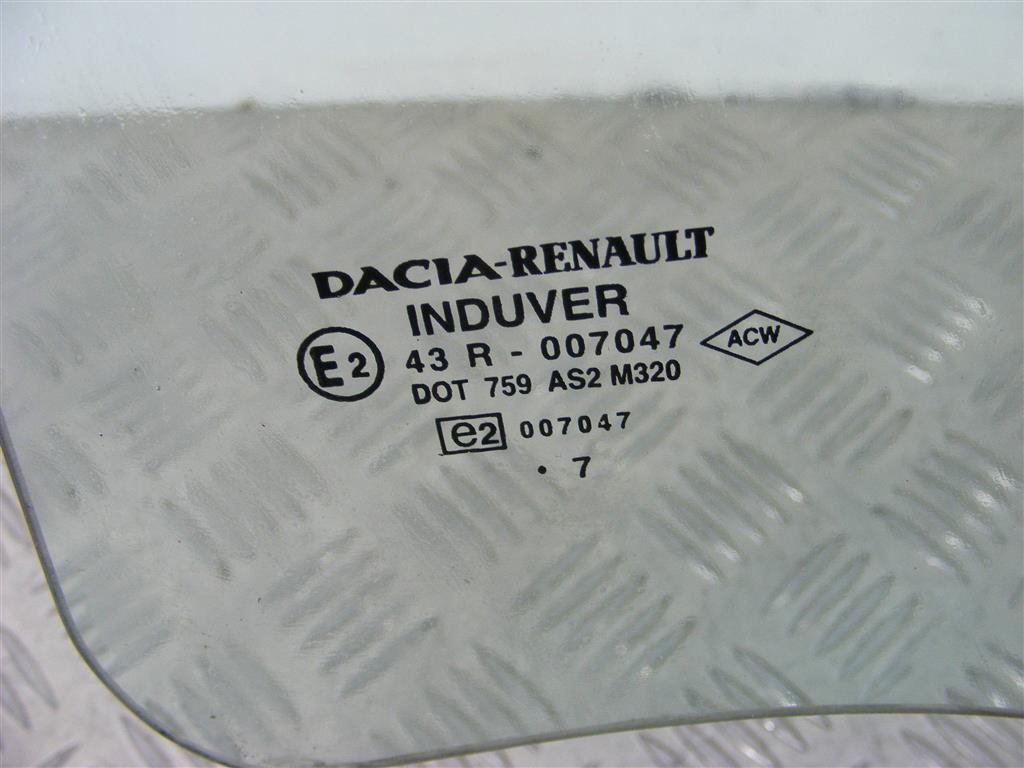 DACIA-RENAULT
INDUVER
E2 43 R - 007047 ACW
DOT 759 AS2 M320
e2 007047
. 7